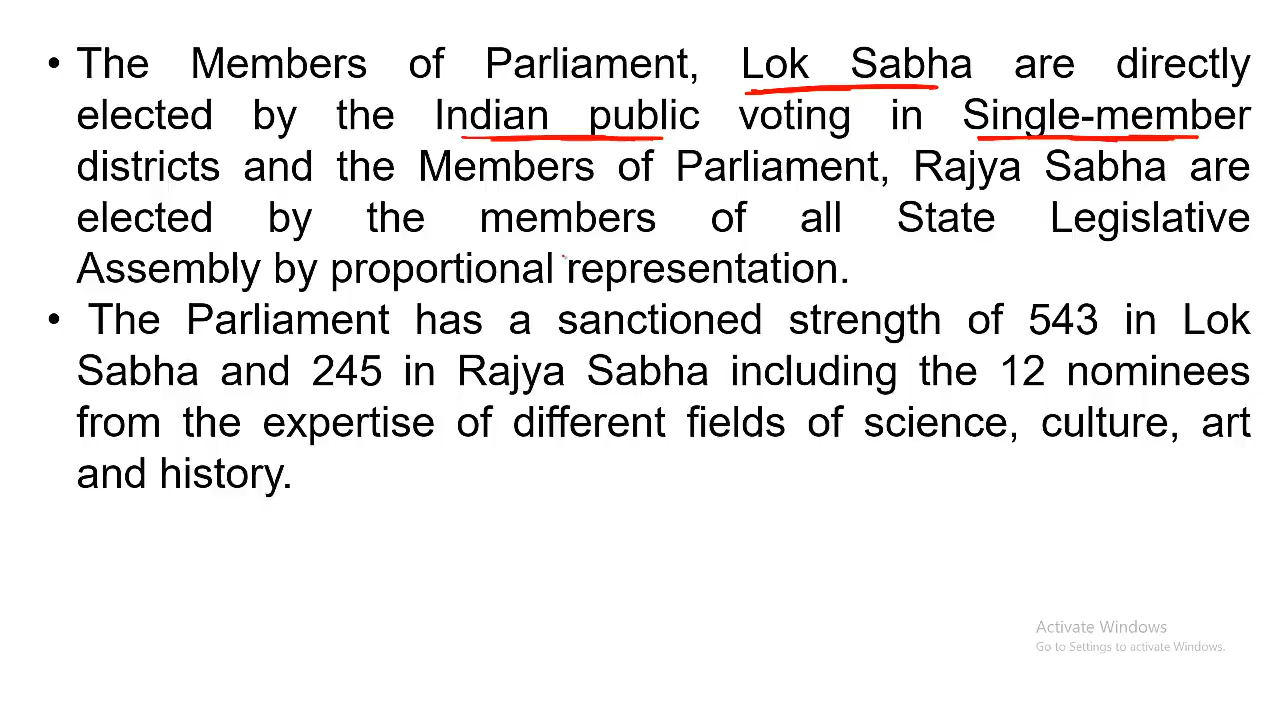 • The Members of Parliament, Lok Sabha are directly
elected by the Indian public voting in Single-member
districts and the Members of Parliament, Rajya Sabha are
elected by the members of all State Legislative
Assembly by proportional representation.
• The Parliament has a sanctioned strength of 543 in Lok
Sabha and 245 in Rajya Sabha including the 12 nominees
from the expertise of different fields of science, culture, art
and history.
Activate Windows
Go to Settings to activate Windows.